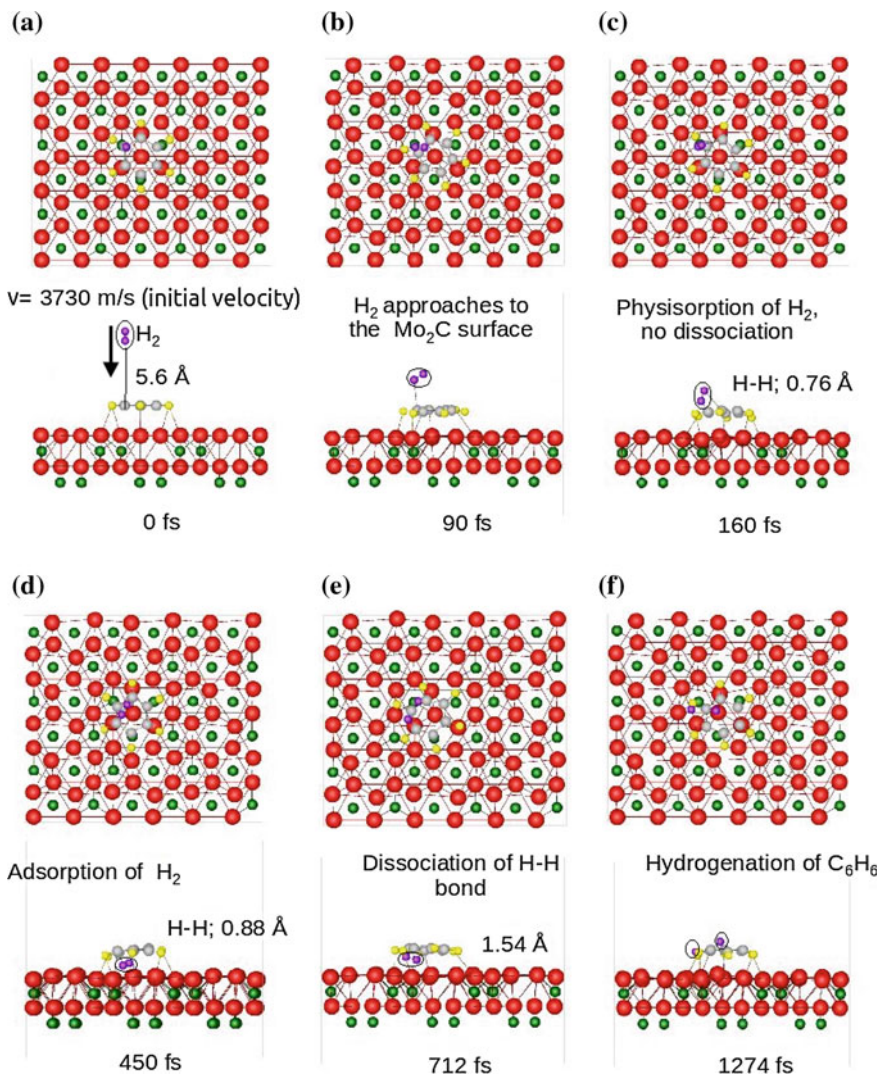 (a)
v= 3730 m/s (initial velocity)
H₂
5.6 Å
0 fs
(b)
H₂ approaches to
the Mo₂C surface
90 fs
(c)
Physisorption of H₂,
no dissociation
H-H; 0.76 Å
160 fs
(d)
Adsorption of H₂
H-H; 0.88 Å
450 fs
(e)
Dissociation of H-H
bond
1.54 Å
712 fs
(f)
Hydrogenation of C₆H₆
1274 fs